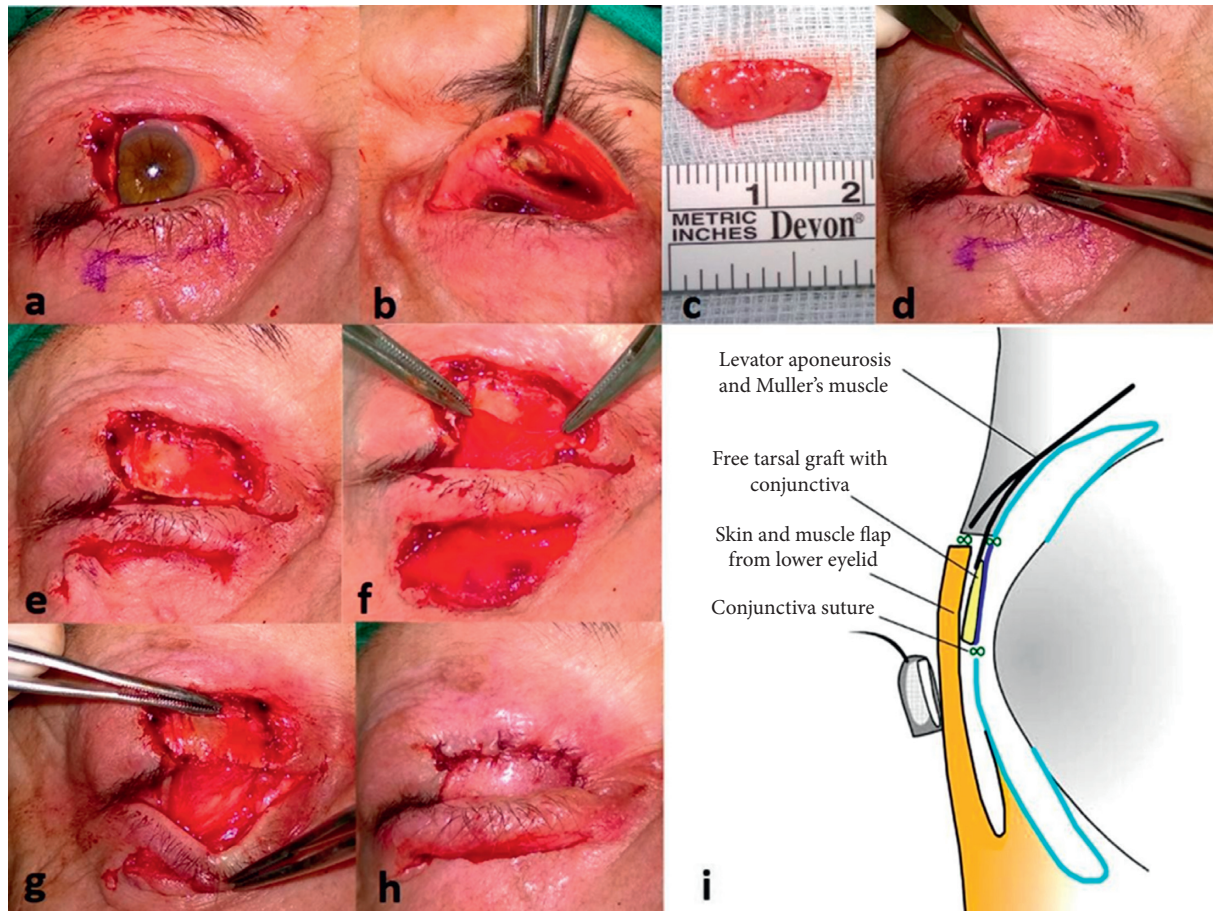 a
b
1 2
METRIC
INCHES Devon®
c
d
e
f
g
h
Levator aponeurosis
and Muller's muscle
Free tarsal graft with
conjunctiva
Skin and muscle flap
from lower eyelid
Conjunctiva suture
i